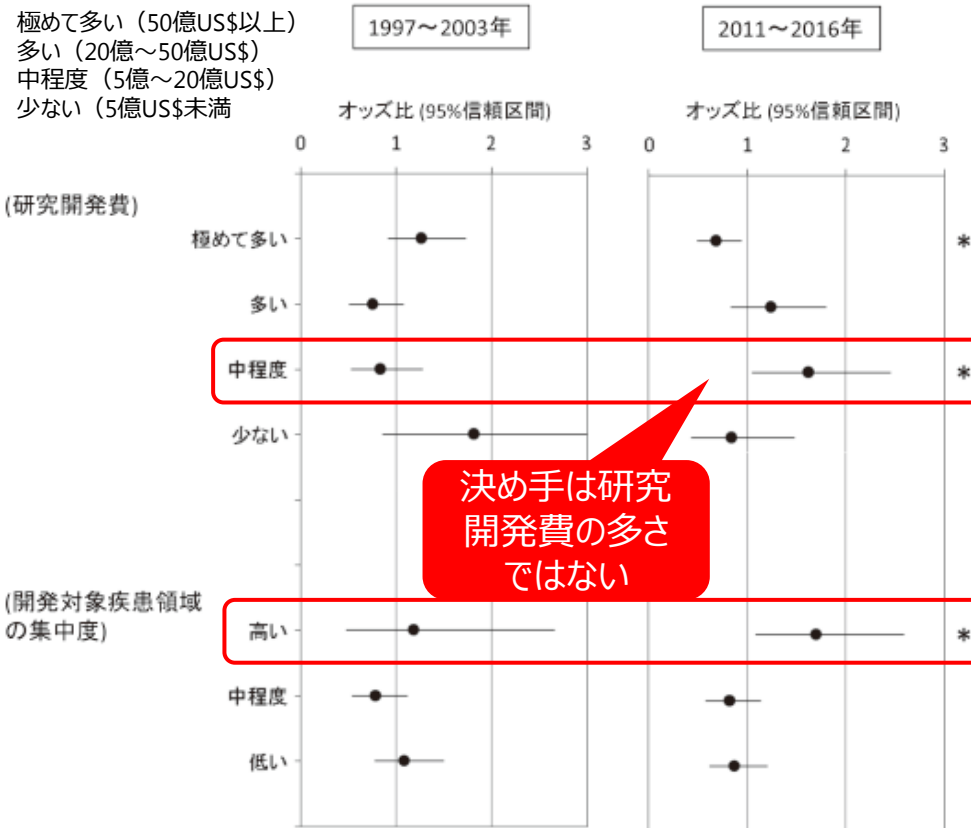 極めて多い（50億US$以上）
多い（20億～50億US$）
中程度（5億～20億US$）
少ない（5億US$未満
1997～2003年
2011～2016年
オッズ比 (95%信頼区間)
オッズ比 (95%信頼区間)
0 1 2 3
0 1 2 3
(研究開発費)
極めて多い
*
多い
中程度
*
少ない
決め手は研究
開発費の多さ
ではない
(開発対象疾患領域
の集中度)
高い
*
中程度
低い